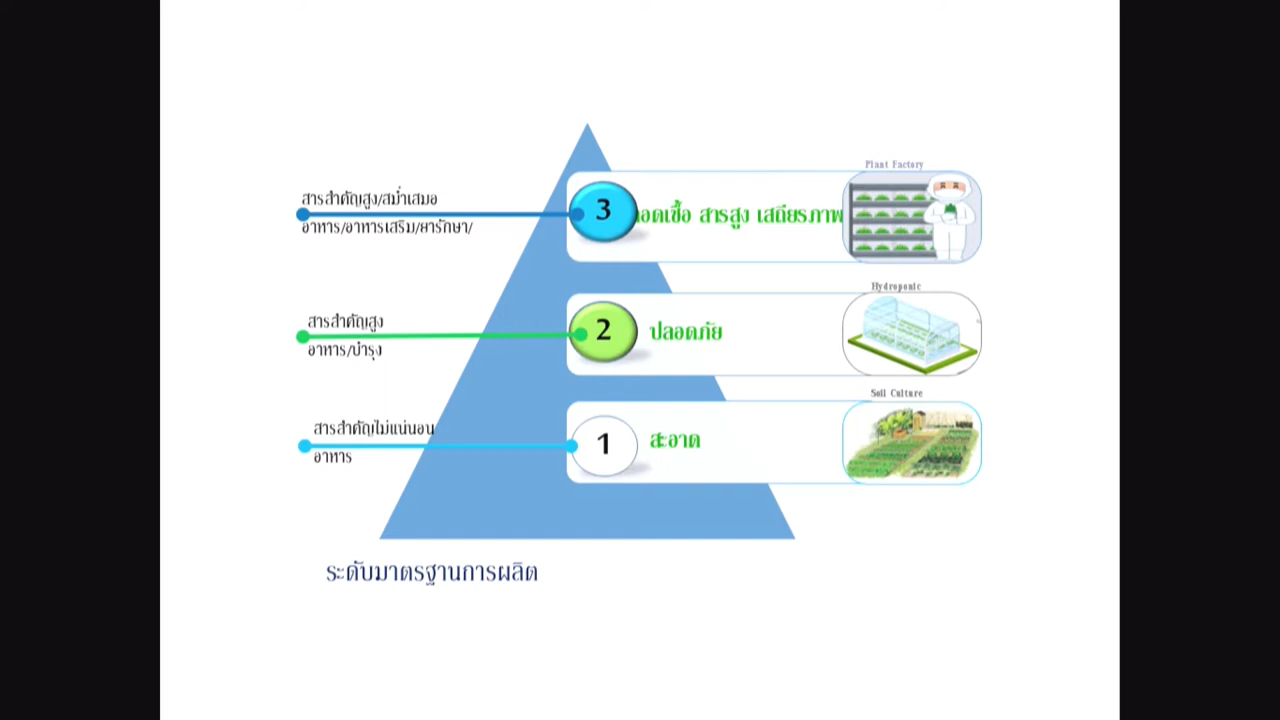 Plant Factory
สารสำคัญสูง/สม่ำเสมอ
อาหาร/อาหารเสริม/ยารักษา/
3
อดเชื้อ สารสูง เสถียรภาพ
Hydroponic
สารสำคัญสูง
อาหาร/บำรุง
2
ปลอดภัย
Soil Culture
สารสำคัญไม่แน่นอน
อาหาร
1
สะอาด
ระดับมาตรฐานการผลิต